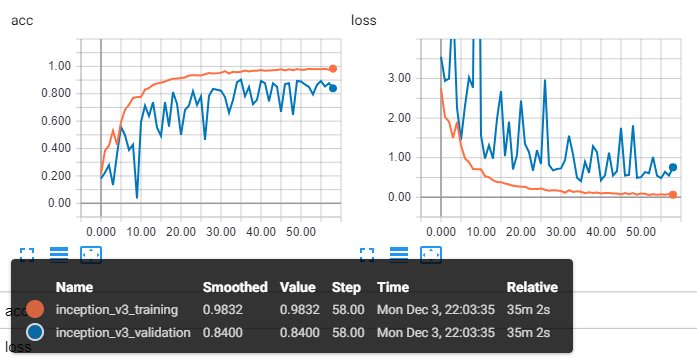 acc
loss
1.00
0.800
0.600
0.400
0.200
0.00
0.000 10.00 20.00 30.00 40.00 50.00
3.00
2.00
1.00
0.00
0.000 10.00 20.00 30.00 40.00 50.00
Name Smoothed Value Step Time Relative
acc
inception_v3_training 0.9832 0.9832 58.00 Mon Dec 3, 22:03:35 35m 2s
inception_v3_validation 0.8400 0.8400 58.00 Mon Dec 3, 22:03:35 35m 2s
loss